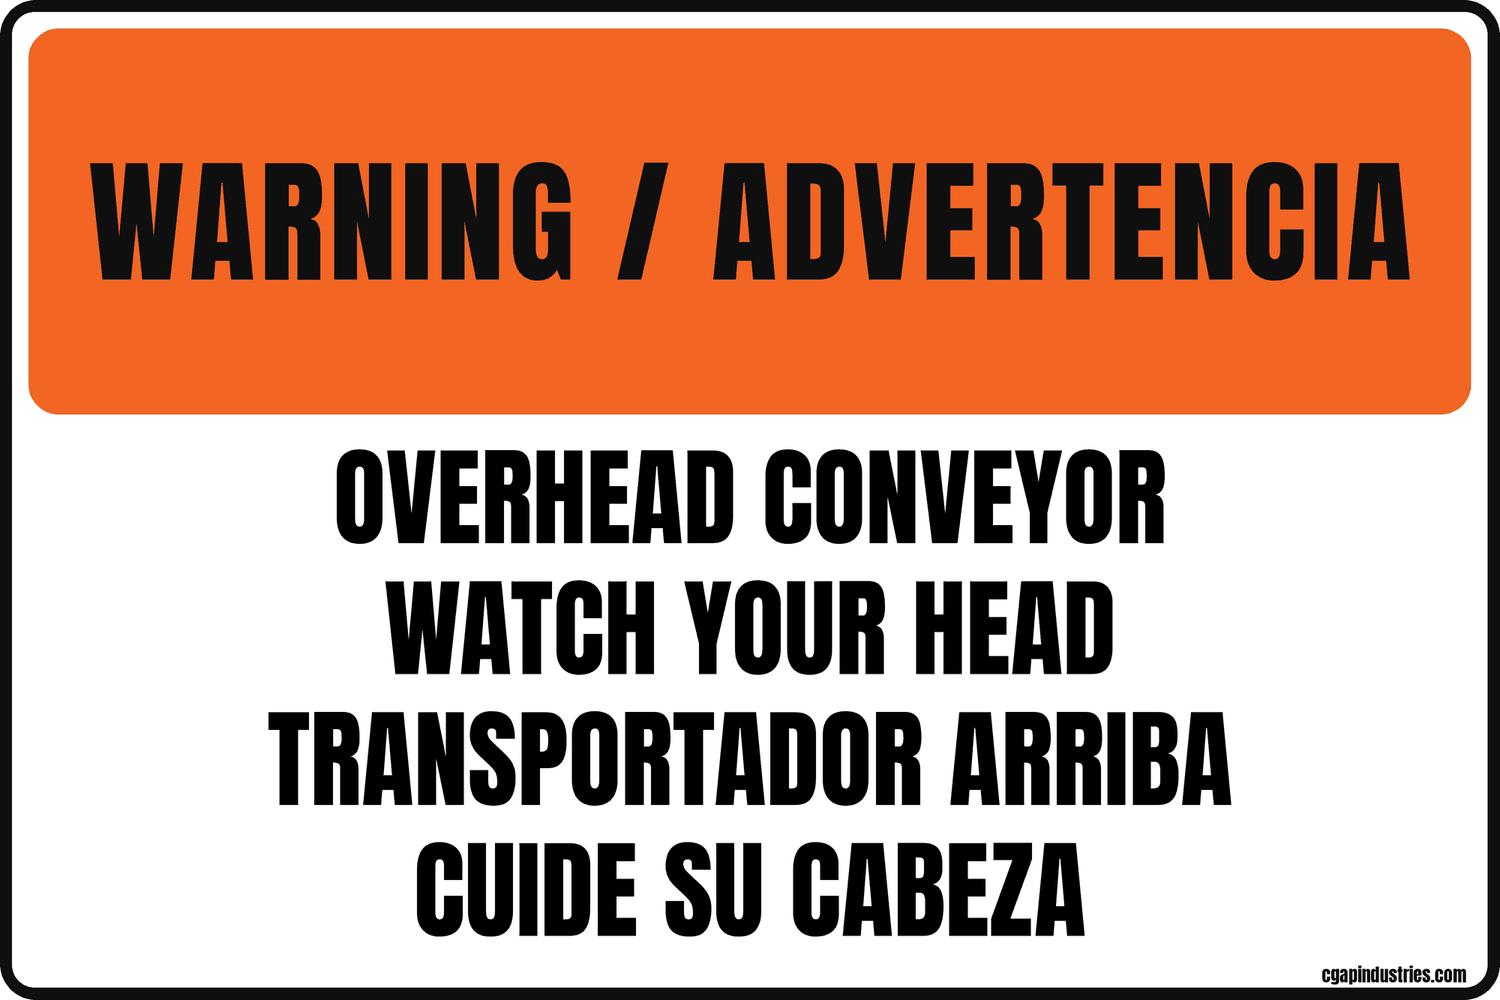 WARNING / ADVERTENCIA
OVERHEAD CONVEYOR
WATCH YOUR HEAD
TRANSPORTADOR ARRIBA
CUIDE SU CABEZA
cgapindustries.com